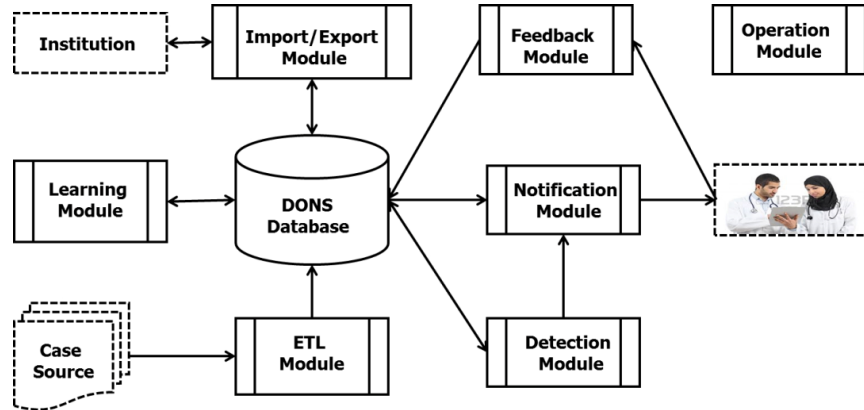 Institution
Import/Export
Module
Feedback
Module
Operation
Module
Learning
Module
DONS
Database
Notification
Module
Case
Source
ETL
Module
Detection
Module